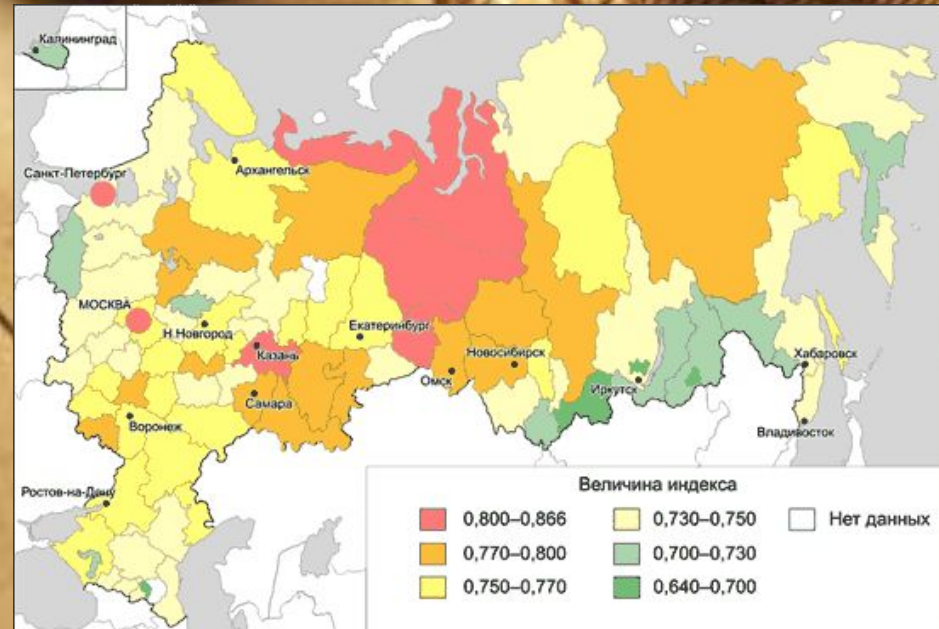 Калининград
Санкт-Петербург
Архангельск
МОСКВА
Н.Новгород
Казань
Екатеринбург
Самара
Омск
Новосибирск
Иркутск
Хабаровск
Владивосток
Воронеж
Ростов-на-Дону
Величина индекса
0,800–0,866
0,770–0,800
0,750–0,770
0,730–0,750
0,700–0,730
0,640–0,700
Нет данных